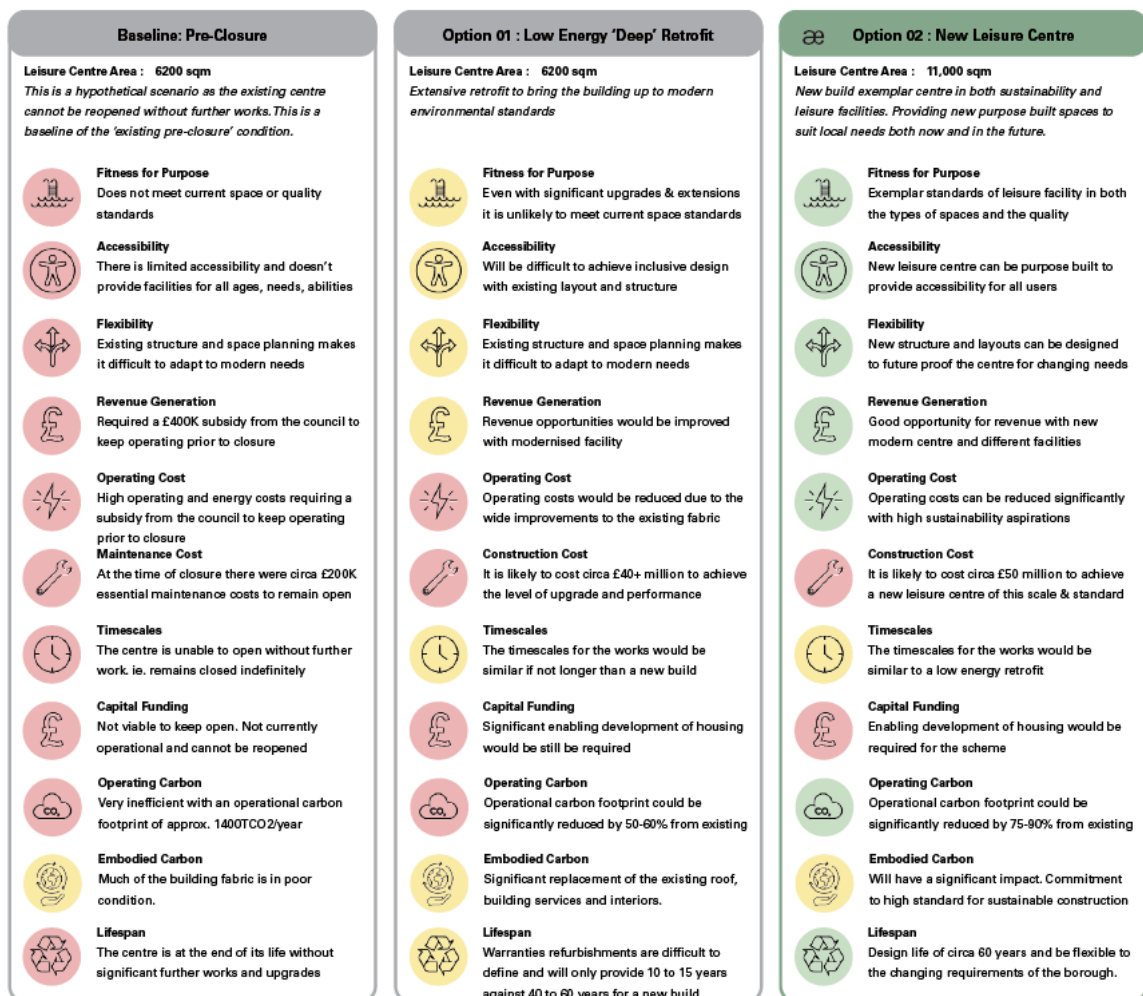 Baseline: Pre-Closure
Leisure Centre Area : 6200 sqm
This is a hypothetical scenario as the existing centre
cannot be reopened without further works. This is a
baseline of the 'existing pre-closure' condition.
Fitness for Purpose
Does not meet current space or quality
standards
Accessibility
There is limited accessibility and doesn't
provide facilities for all ages, needs, abilities
Flexibility
Existing structure and space planning makes
it difficult to adapt to modern needs
Revenue Generation
Required a £400K subsidy from the council to
keep operating prior to closure
Operating Cost
High operating and energy costs requiring a
subsidy from the council to keep operating
prior to closure
Maintenance Cost
At the time of closure there were circa £200K
essential maintenance costs to remain open
Timescales
The centre is unable to open without further
work. ie. remains closed indefinitely
£
Capital Funding
Not viable to keep open. Not currently
operational and cannot be reopened
CO₂
Operating Carbon
Very inefficient with an operational carbon
footprint of approx. 1400TCO2/year
Embodied Carbon
Much of the building fabric is in poor
condition.
Lifespan
The centre is at the end of its life without
significant further works and upgrades
Option 01 : Low Energy 'Deep' Retrofit
Leisure Centre Area : 6200 sqm
Extensive retrofit to bring the building up to modern
environmental standards
Fitness for Purpose
Even with significant upgrades & extensions
it is unlikely to meet current space standards
Accessibility
Will be difficult to achieve inclusive design
with existing layout and structure
Flexibility
Existing structure and space planning makes
it difficult to adapt to modern needs
£
Revenue Generation
Revenue opportunities would be improved
with modernised facility
Operating Cost
Operating costs would be reduced due to the
wide improvements to the existing fabric
Construction Cost
It is likely to cost circa £40+ million to achieve
the level of upgrade and performance
Timescales
The timescales for the works would be
similar if not longer than a new build
£
Capital Funding
Significant enabling development of housing
would be still be required
CO₂
Operating Carbon
Operational carbon footprint could be
significantly reduced by 50-60% from existing
Embodied Carbon
Significant replacement of the existing roof,
building services and interiors.
Lifespan
Warranties refurbishments are difficult to
define and will only provide 10 to 15 years
against 40 to 60 years for a new build
æ Option 02 : New Leisure Centre
Leisure Centre Area : 11,000 sqm
New build exemplar centre in both sustainability and
leisure facilities. Providing new purpose built spaces to
suit local needs both now and in the future.
Fitness for Purpose
Exemplar standards of leisure facility in both
the types of spaces and the quality
Accessibility
New leisure centre can be purpose built to
provide accessibility for all users
Flexibility
New structure and layouts can be designed
to future proof the centre for changing needs
£
Revenue Generation
Good opportunity for revenue with new
modern centre and different facilities
Operating Cost
Operating costs can be reduced significantly
with high sustainability aspirations
Construction Cost
It is likely to cost circa £50 million to achieve
a new leisure centre of this scale & standard
Timescales
The timescales for the works would be
similar to a low energy retrofit
£
Capital Funding
Enabling development of housing would be
required for the scheme
CO₂
Operating Carbon
Operational carbon footprint could be
significantly reduced by 75-90% from existing
Embodied Carbon
Will have a significant impact. Commitment
to high standard for sustainable construction
Lifespan
Design life of circa 60 years and be flexible to
the changing requirements of the borough.